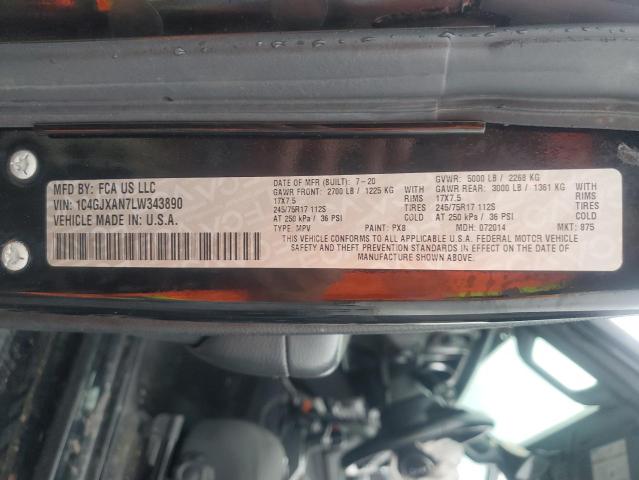 MFD BY: FCA US LLC
VIN: 1C4GJXAN7LW343890
VEHICLE MADE IN U.S.A.
DATE OF MFR (BUILT): 7-20
GAWR FRONT: 2700 LB / 1225 KG
17X7.5
245/75R17 112S
AT 250 kPa / 36 PSI
TYPE: MPV
WITH
RIMS
TIRES
PAINT: PX8
GVWR: 5000 LB / 2268 KG
GAWR REAR: 3000 LB / 1361 KG
17X7.5
245/75R17 112S
AT 250 kPa / 36 PSI
MDH: 072014
WITH
RIMS
TIRES
MKT: 875
THIS VEHICLE CONFORMS TO ALL APPLICABLE U.S.A. FEDERAL MOTOR VEHICLE
SAFETY AND THEFT PREVENTION STANDARDS IN EFFECT ON THE DATE OF
MANUFACTURE SHOWN ABOVE.